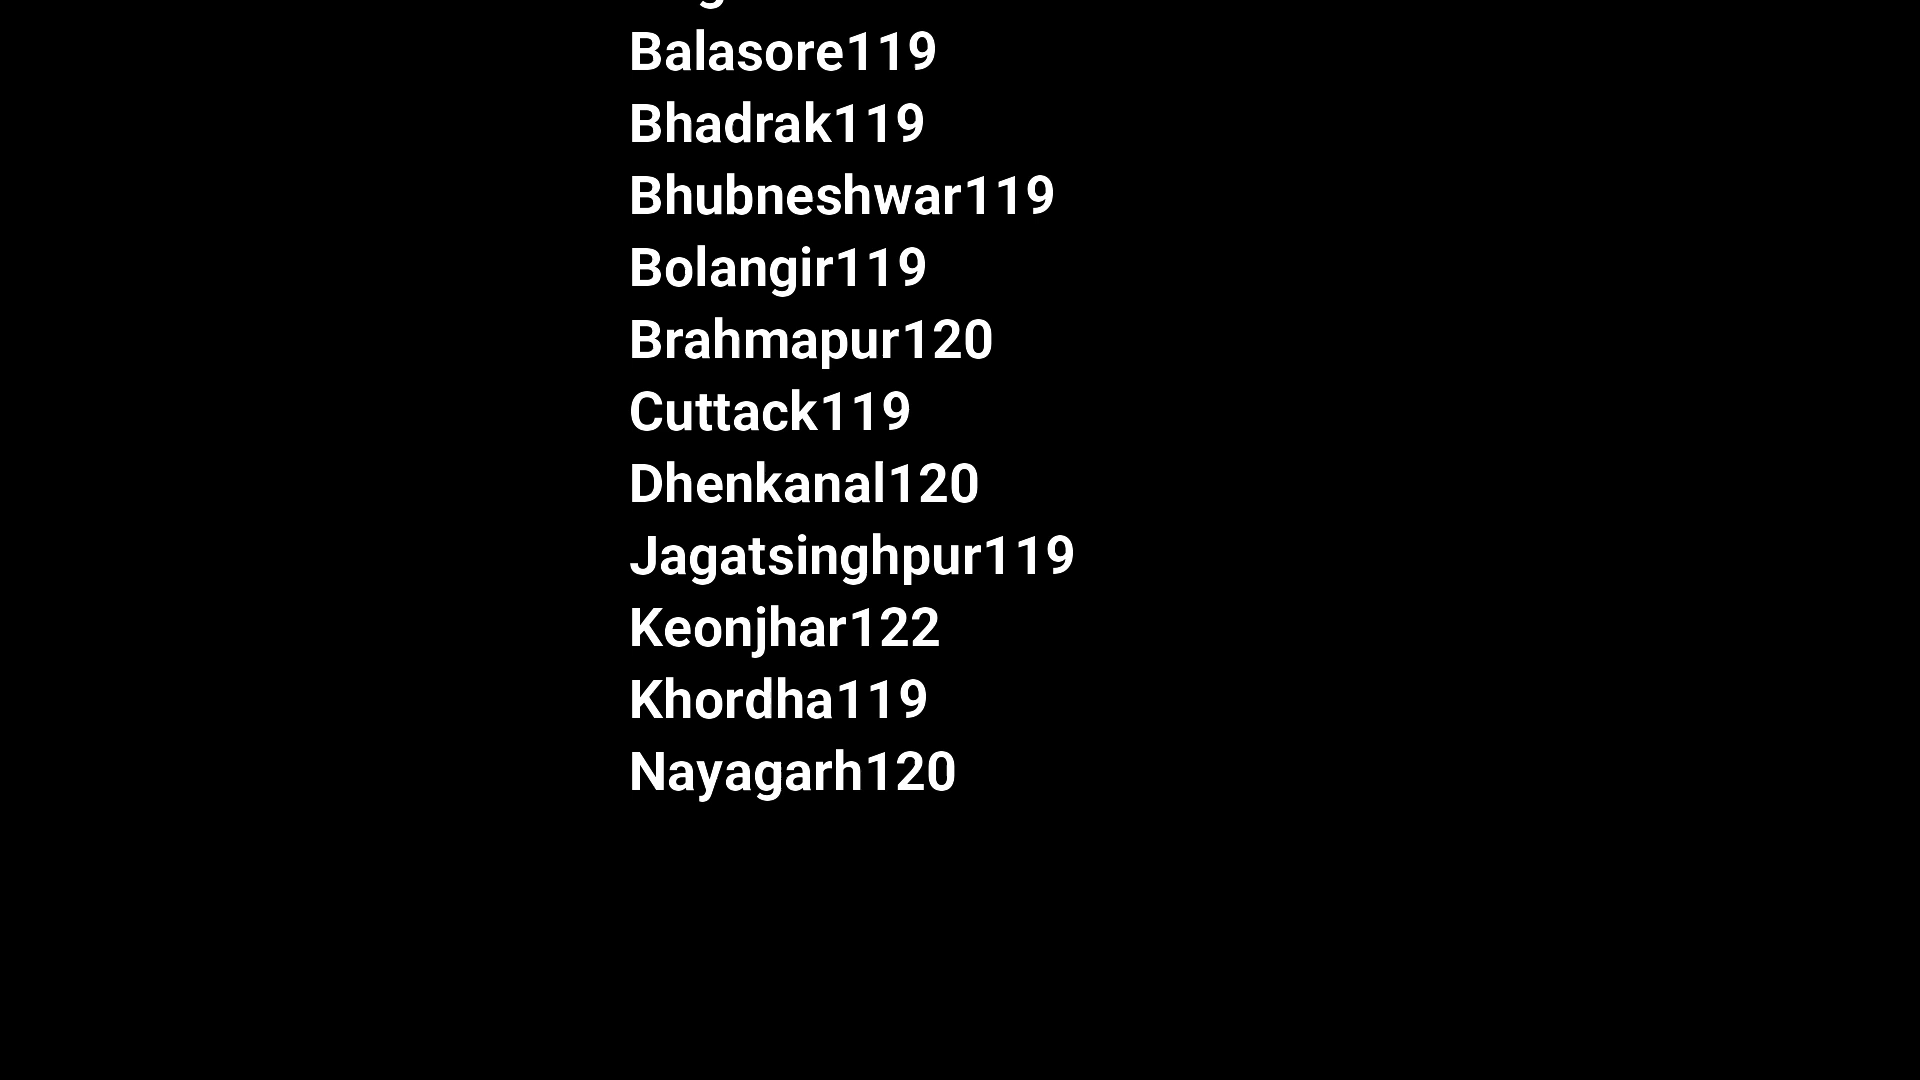 Balasore119
Bhadrak119
Bhubneshwar119
Bolangir119
Brahmapur120
Cuttack119
Dhenkanal120
Jagatsinghpur119
Keonjhar122
Khordha119
Nayagarh120